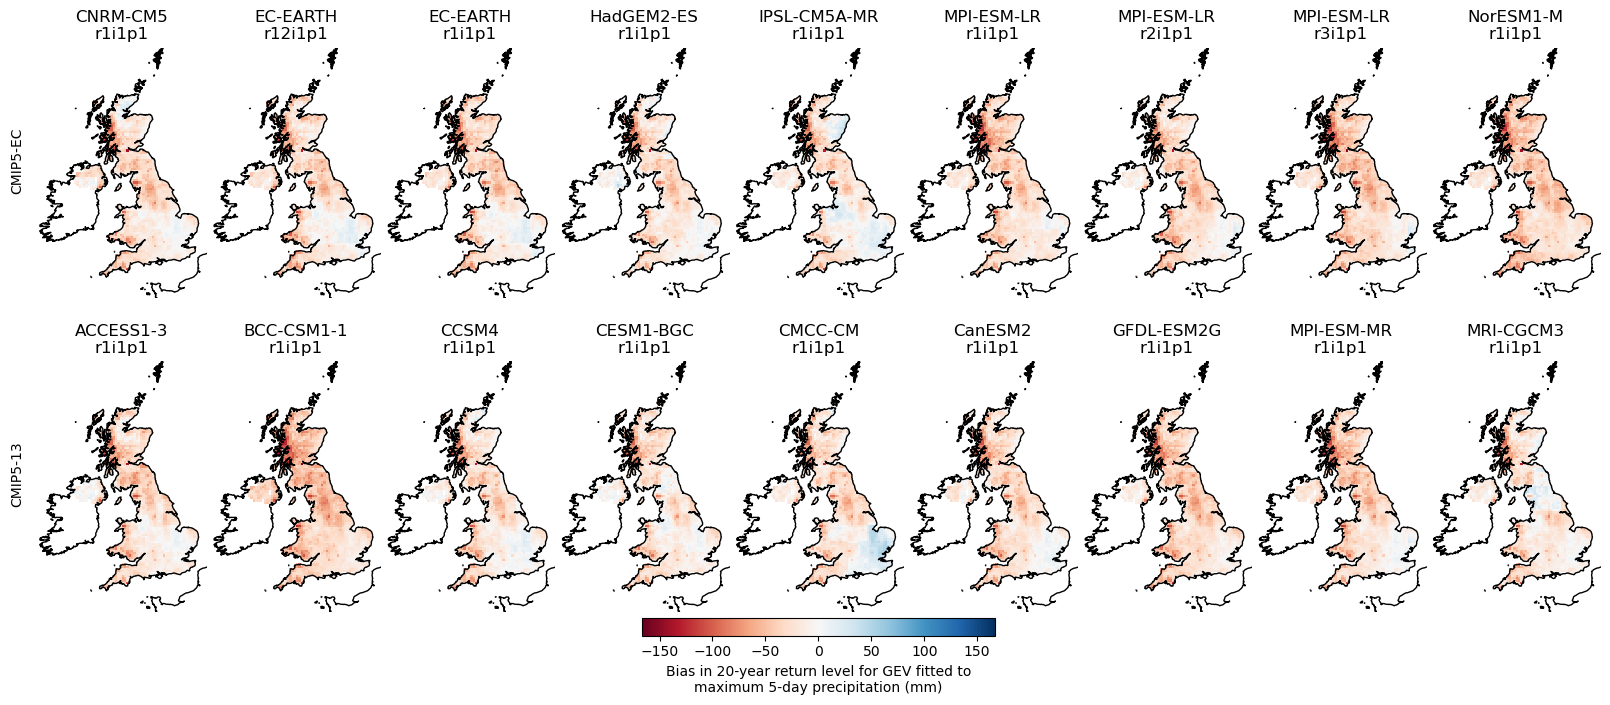 CNRM-CM5 EC-EARTH EC-EARTH HadGEM2-ES IPSL-CM5A-MR MPI-ESM-LR MPI-ESM-LR MPI-ESM-LR NorESM1-M
r1i1p1 r12i1p1 r1i1p1 r1i1p1 r1i1p1 r1i1p1 r2i1p1 r3i1p1 r1i1p1
CMIP5-EC
ACCESS1-3 BCC-CSM1-1 CCSM4 CESM1-BGC CMCC-CM CanESM2 GFDL-ESM2G MPI-ESM-MR MRI-CGCM3
r1i1p1 r1i1p1 r1i1p1 r1i1p1 r1i1p1 r1i1p1 r1i1p1 r1i1p1 r1i1p1
CMIP5-13
−150 −100 −50 0 50 100 150
Bias in 20-year return level for GEV fitted to
maximum 5-day precipitation (mm)